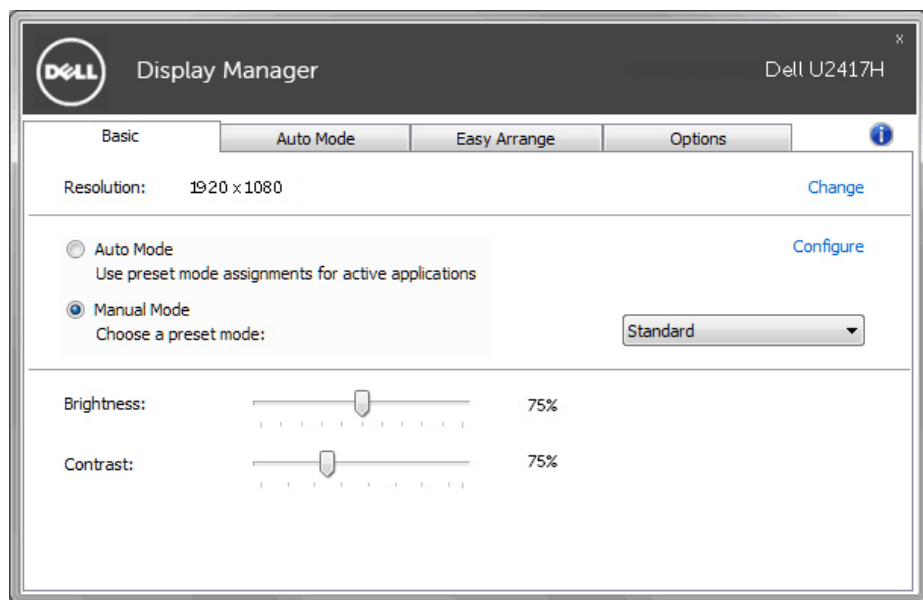 x
DELL
Display Manager
Dell U2417H
Basic
Auto Mode
Easy Arrange
Options
i
Resolution: 1920 x 1080
Change
Auto Mode
Configure
Use preset mode assignments for active applications
Manual Mode
Choose a preset mode:
Standard
Brightness:
75%
Contrast:
75%